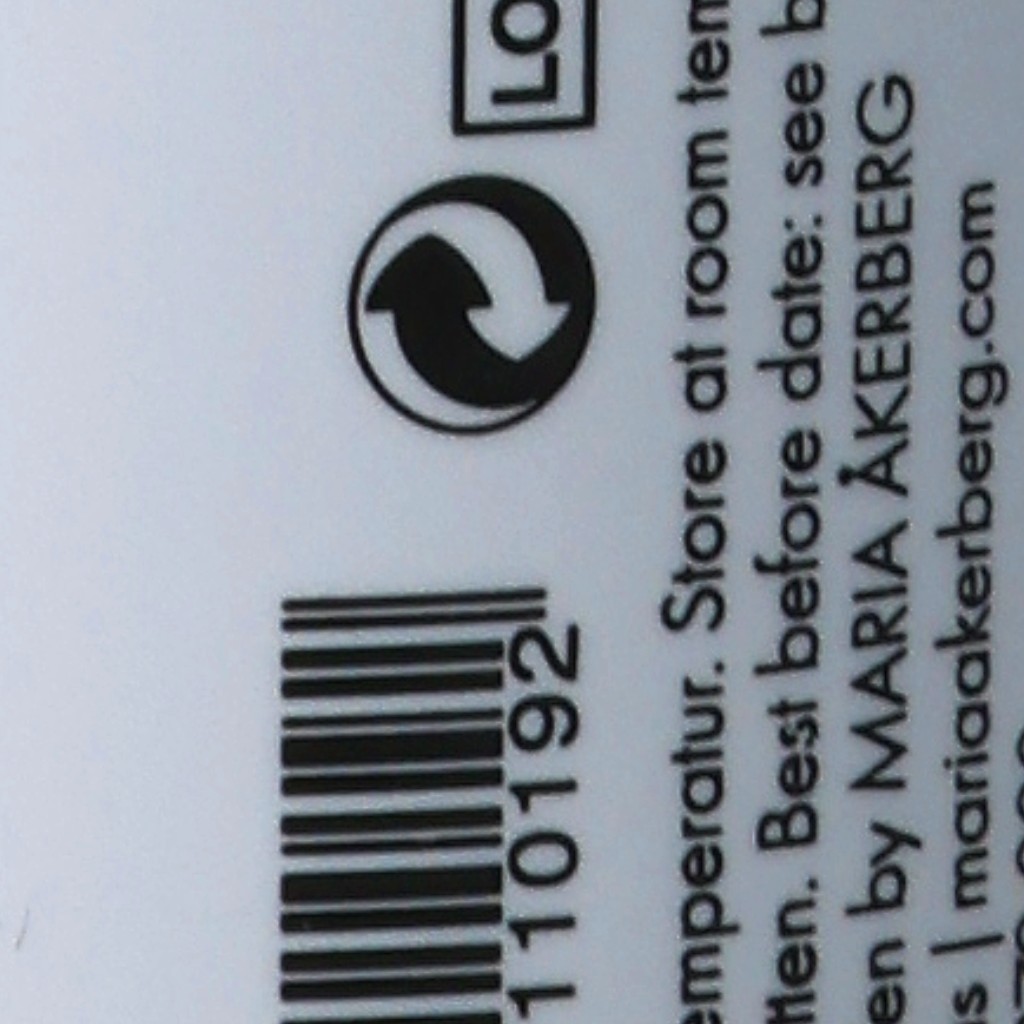 LO
110192
emperatur. Store at room tem
tten. Best before date: see b
en by MARIA ÅKERBERG
s | mariaakerberg.com